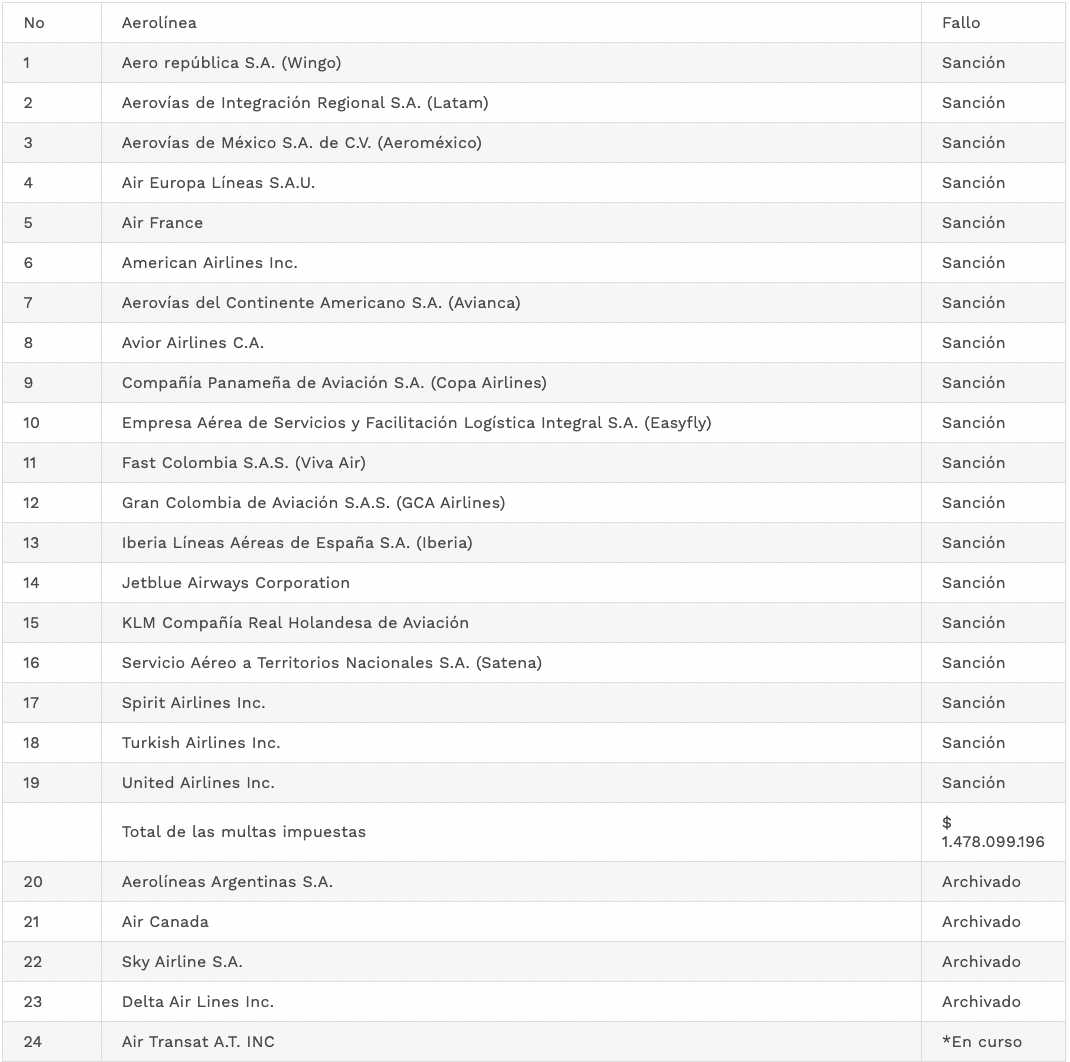 No Aerolínea Fallo
1 Aero república S.A. (Wingo) Sanción
2 Aerovías de Integración Regional S.A. (Latam) Sanción
3 Aerovías de México S.A. de C.V. (Aeroméxico) Sanción
4 Air Europa Líneas S.A.U. Sanción
5 Air France Sanción
6 American Airlines Inc. Sanción
7 Aerovías del Continente Americano S.A. (Avianca) Sanción
8 Avior Airlines C.A. Sanción
9 Compañía Panameña de Aviación S.A. (Copa Airlines) Sanción
10 Empresa Aérea de Servicios y Facilitación Logística Integral S.A. (Easyfly) Sanción
11 Fast Colombia S.A.S. (Viva Air) Sanción
12 Gran Colombia de Aviación S.A.S. (GCA Airlines) Sanción
13 Iberia Líneas Aéreas de España S.A. (Iberia) Sanción
14 Jetblue Airways Corporation Sanción
15 KLM Compañía Real Holandesa de Aviación Sanción
16 Servicio Aéreo a Territorios Nacionales S.A. (Satena) Sanción
17 Spirit Airlines Inc. Sanción
18 Turkish Airlines Inc. Sanción
19 United Airlines Inc. Sanción
Total de las multas impuestas $
1.478.099.196
20 Aerolíneas Argentinas S.A. Archivado
21 Air Canada Archivado
22 Sky Airline S.A. Archivado
23 Delta Air Lines Inc. Archivado
24 Air Transat A.T. INC *En curso